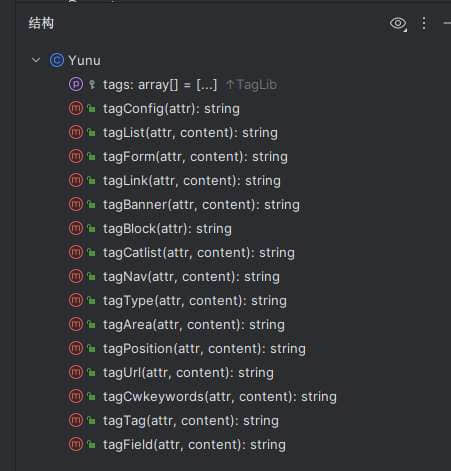 结构
Yunu
tags: array[] = [...] ↑TagLib
tagConfig(attr): string
tagList(attr, content): string
tagForm(attr, content): string
tagLink(attr, content): string
tagBanner(attr, content): string
tagBlock(attr): string
tagCatlist(attr, content): string
tagNav(attr, content): string
tagType(attr, content): string
tagArea(attr, content): string
tagPosition(attr, content): string
tagUrl(attr, content): string
tagCwkeywords(attr, content): string
tagTag(attr, content): string
tagField(attr, content): string